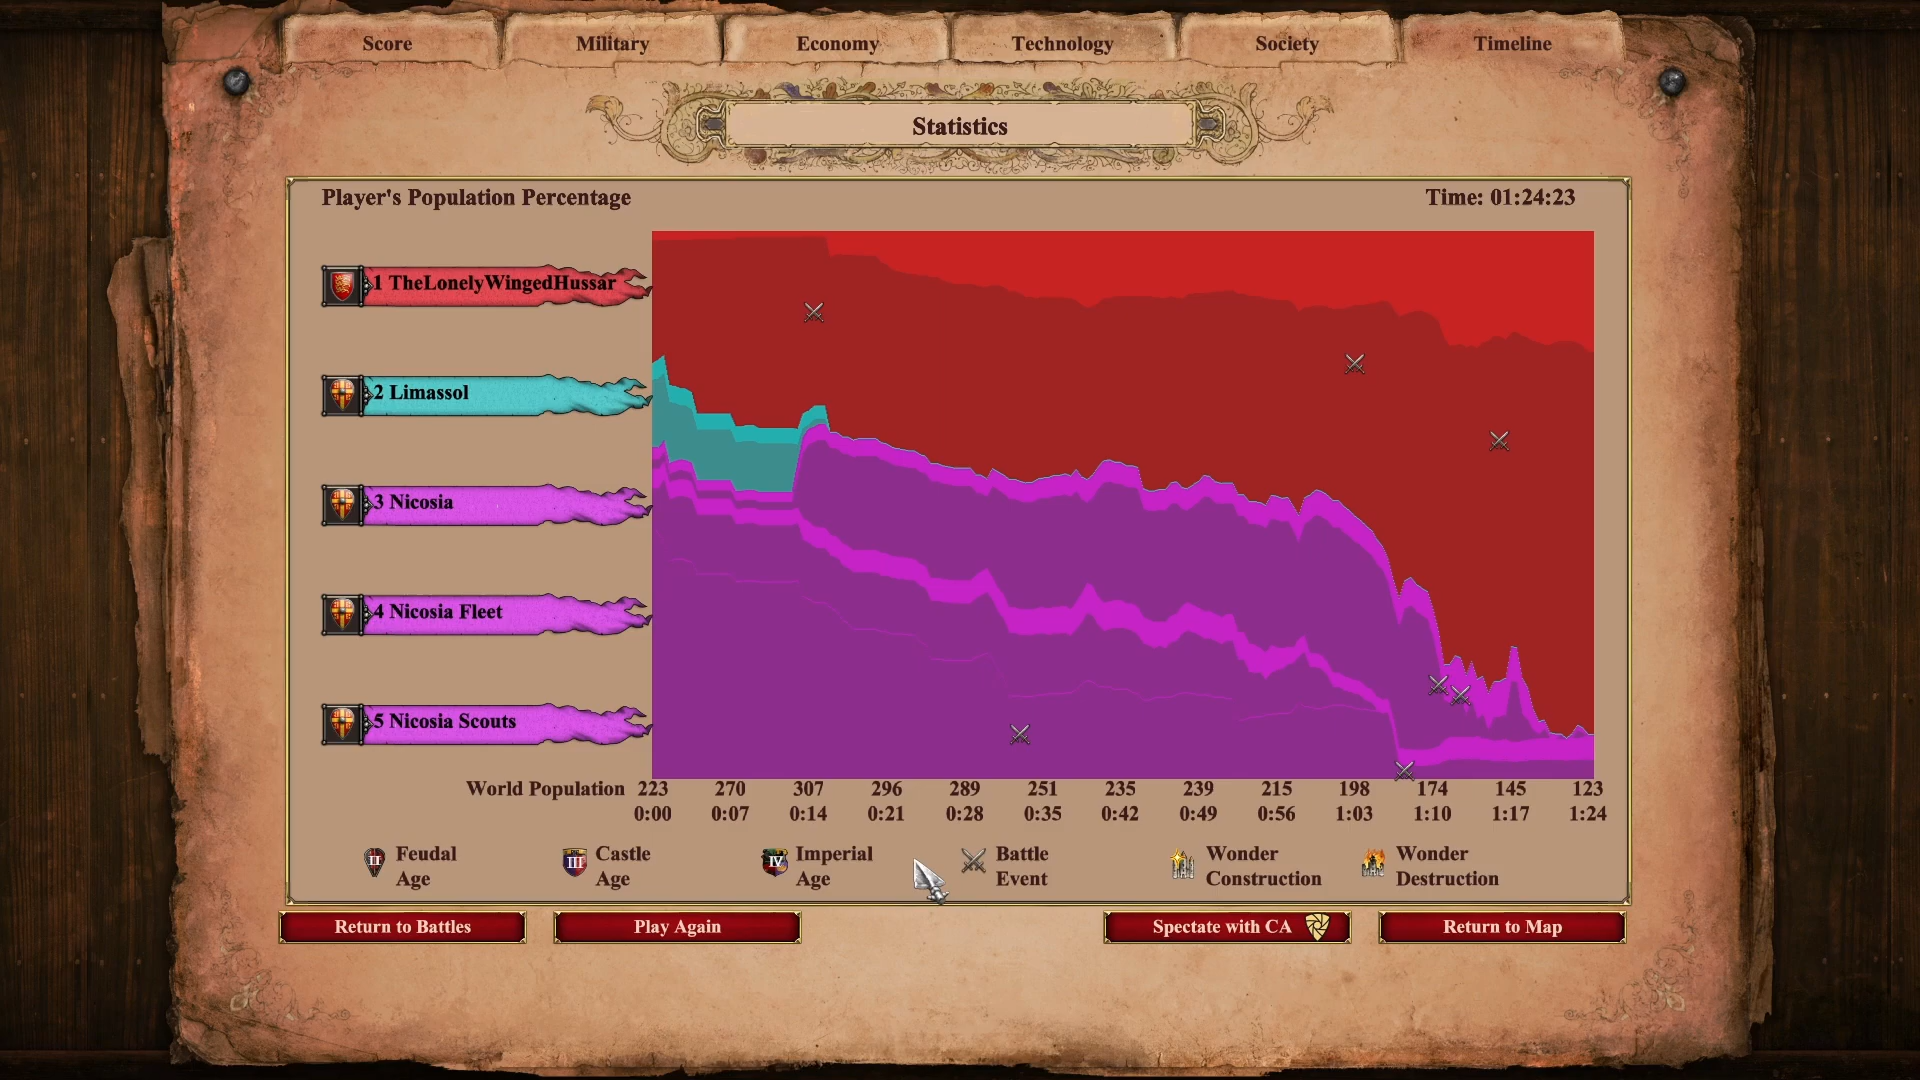 Score
Military
Economy
Technology
Society
Timeline
Statistics
Player's Population Percentage
Time: 01:24:23
1 TheLonelyWingedHussar
2 Limassol
3 Nicosia
4 Nicosia Fleet
5 Nicosia Scouts
World Population 223 270 307 296 289 251 235 239 215 198 174 145 123
0:00 0:07 0:14 0:21 0:28 0:35 0:42 0:49 0:56 1:03 1:10 1:17 1:24
II
Feudal
Age
III
Castle
Age
IV
Imperial
Age
Battle
Event
Wonder
Construction
Wonder
Destruction
Return to Battles
Play Again
Spectate with CA
Return to Map